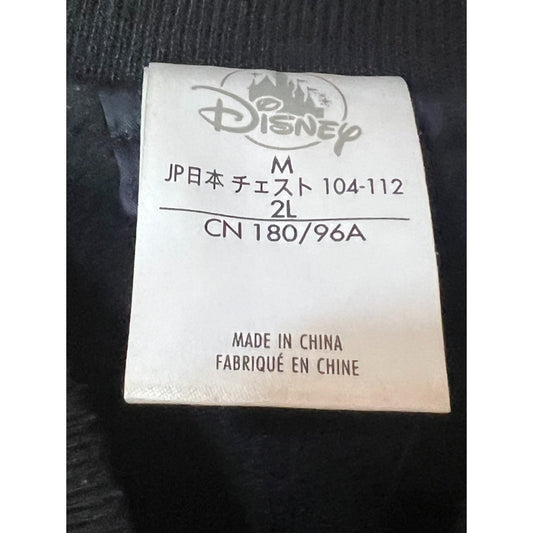 Disney
M
JP日本 チェスト 104-112
2L
CN 180/96A
MADE IN CHINA
FABRIQUÉ EN CHINE